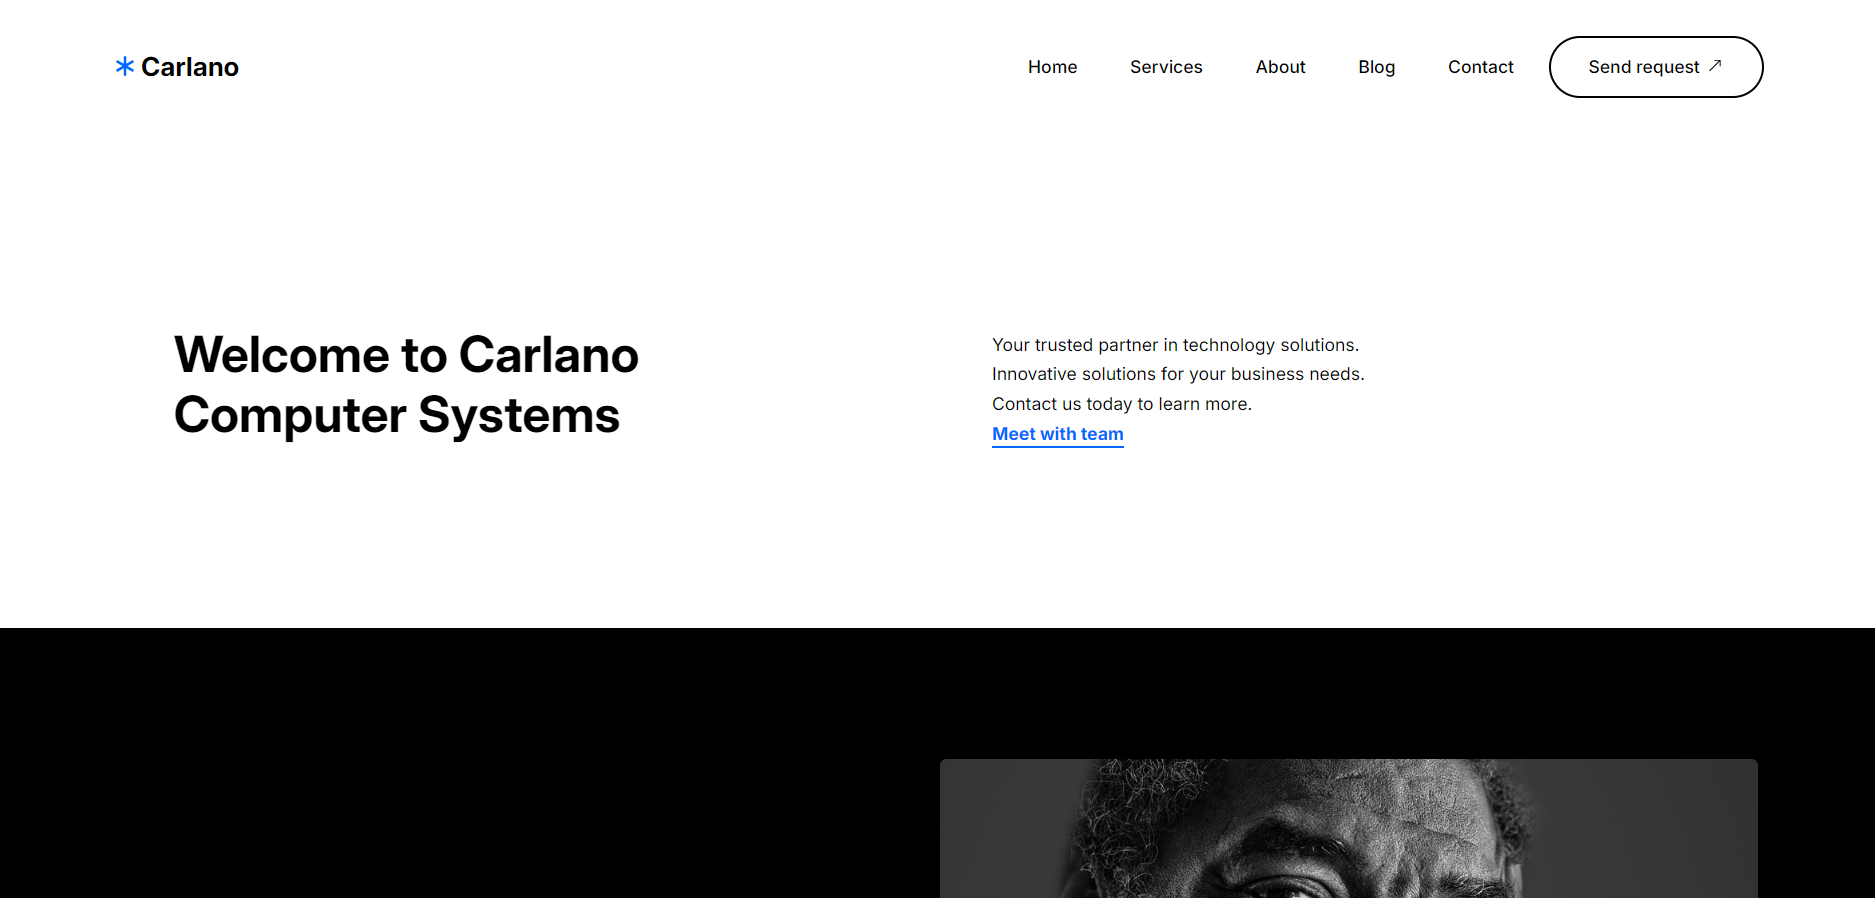 Carlano
Home
Services
About
Blog
Contact
Send request
Welcome to Carlano
Computer Systems
Your trusted partner in technology solutions.
Innovative solutions for your business needs.
Contact us today to learn more.
Meet with team